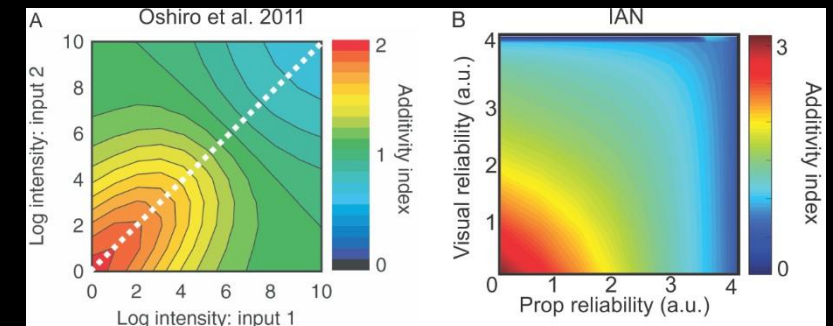 A
Oshiro et al. 2011
10
8
6
4
2
0
Log intensity: input 2
0 2 4 6 8 10
Log intensity: input 1
2
1
0
Additivity index
B
IAN
4
3
2
1
0
Visual reliability (a.u.)
0 1 2 3 4
Prop reliability (a.u.)
3
0
Additivity index